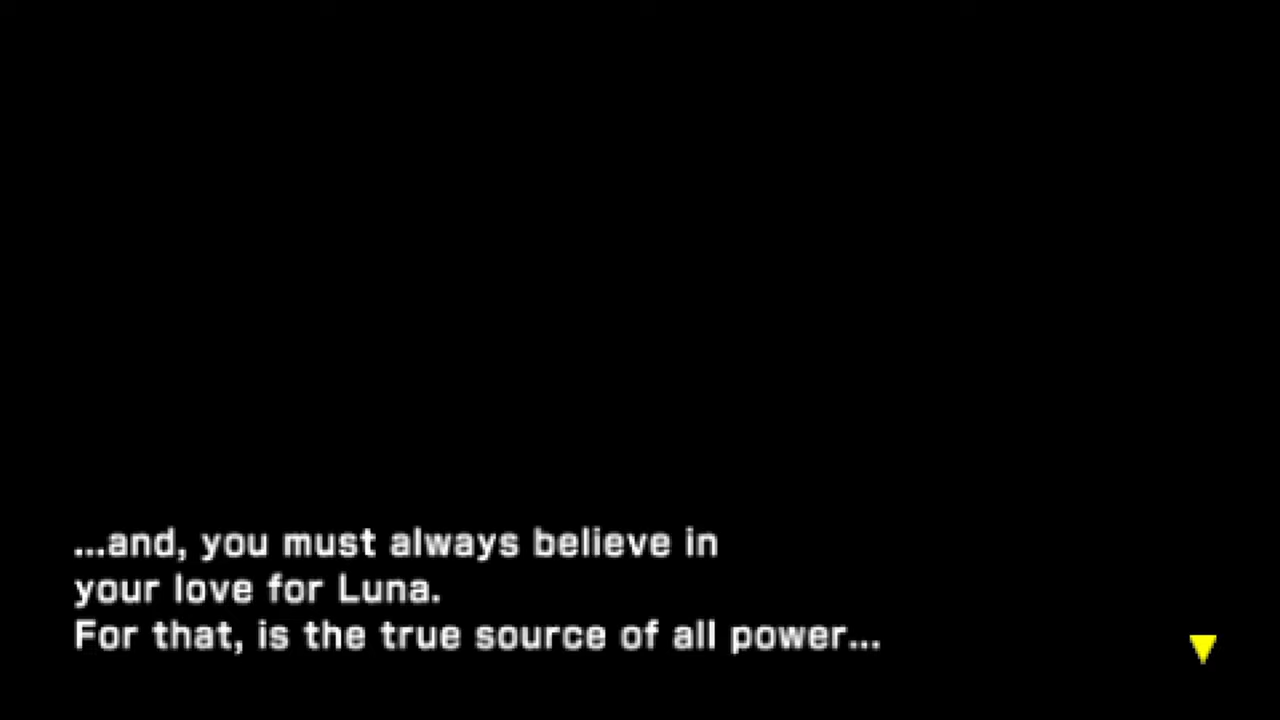 ...and, you must always believe in
your love for Luna.
For that, is the true source of all power...